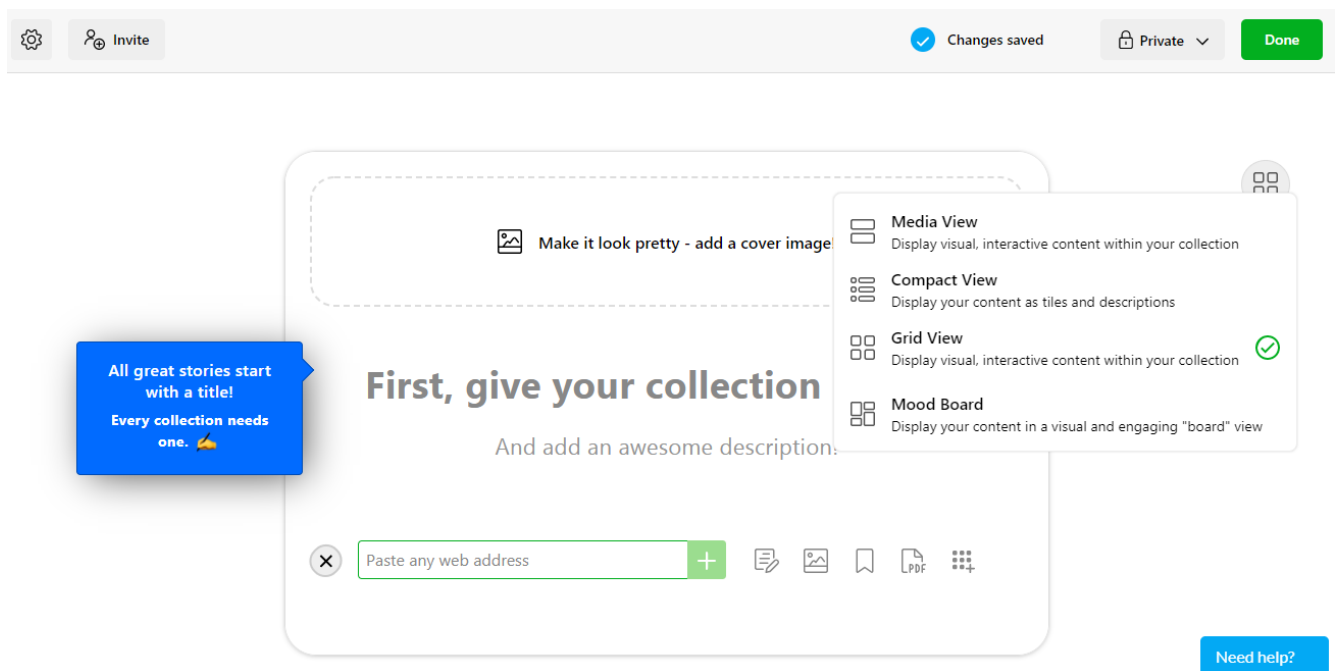 Invite
Changes saved
Private
Done
Make it look pretty - add a cover image!
Media View
Display visual, interactive content within your collection
Compact View
Display your content as tiles and descriptions
Grid View
Display visual, interactive content within your collection
Mood Board
Display your content in a visual and engaging "board" view
All great stories start
with a title!
Every collection needs
one. ✍️
First, give your collection
And add an awesome description!
Paste any web address
PDF
Need help?